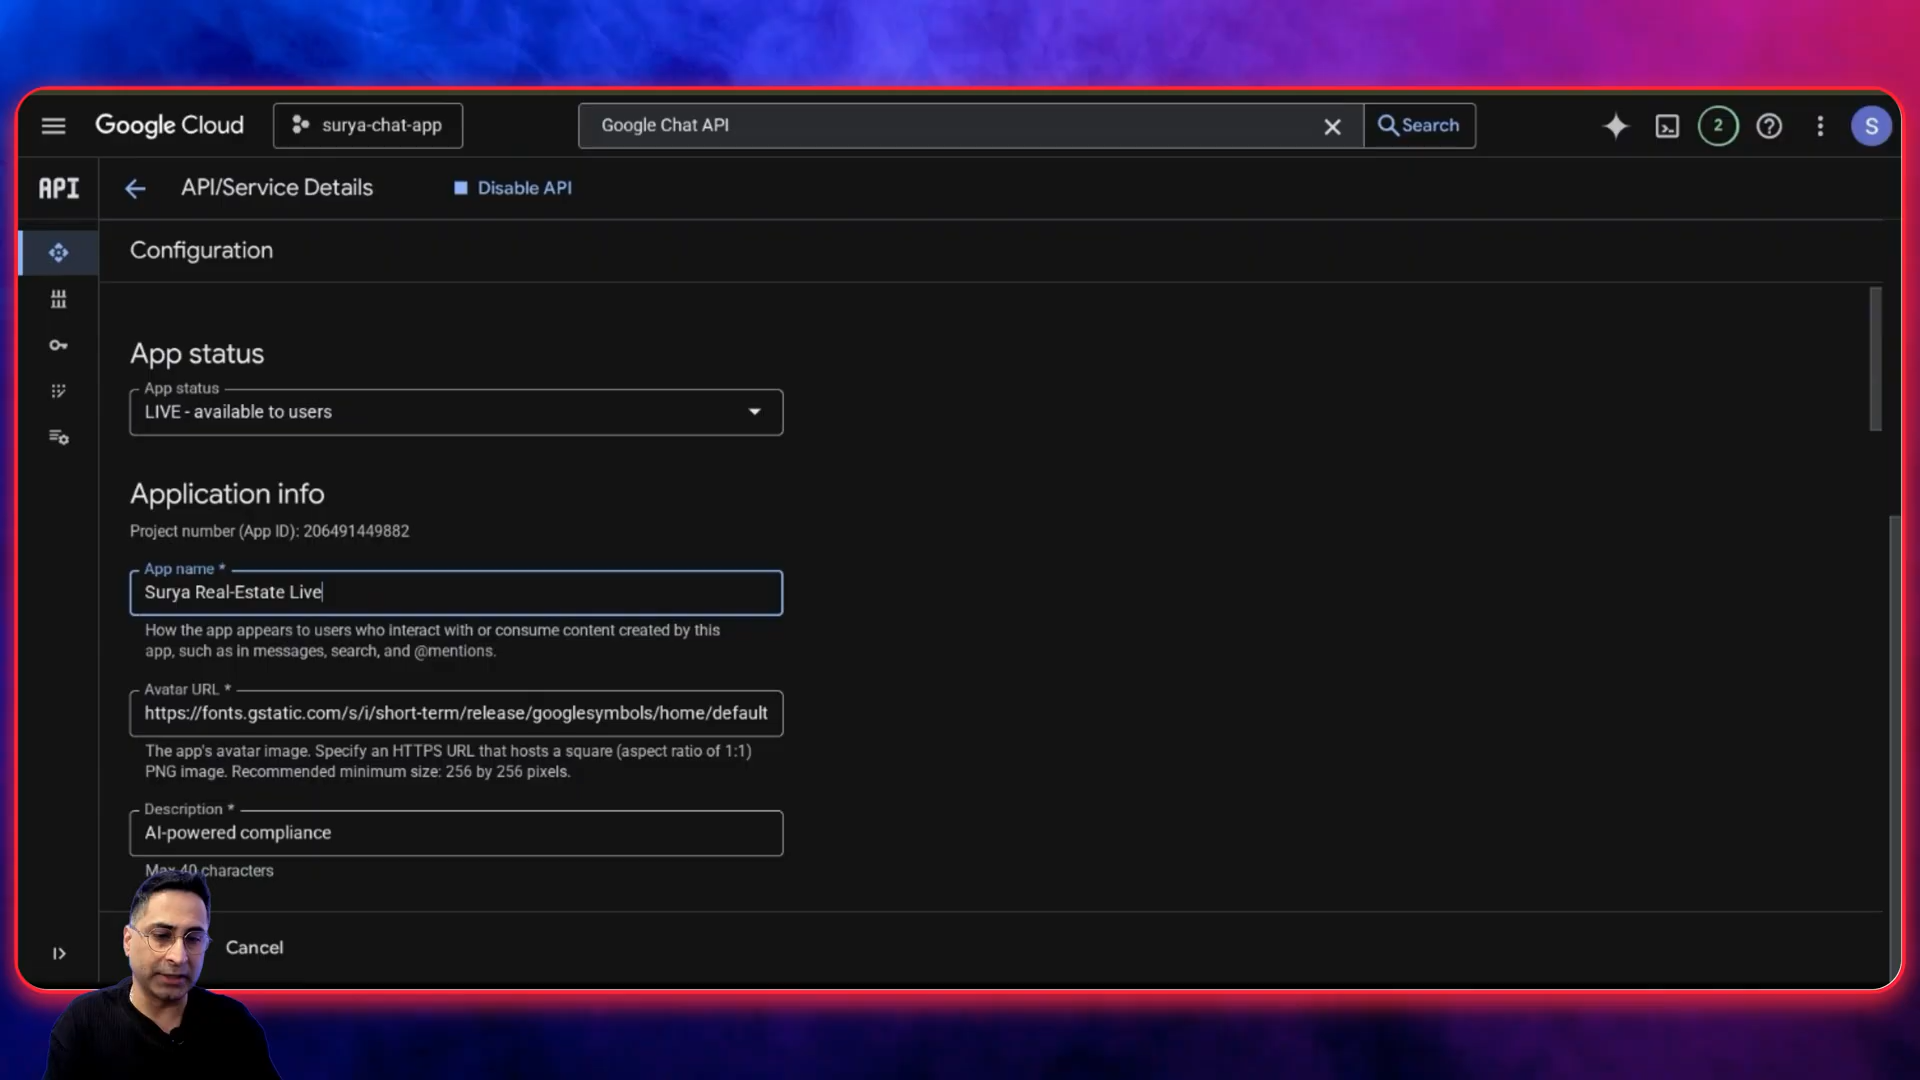 Google Cloud
surya-chat-app
Google Chat API
Search
2
S
API
API/Service Details
Disable API
Configuration
App status
App status
LIVE - available to users
Application info
Project number (App ID): 206491449882
App name *
Surya Real-Estate Live
How the app appears to users who interact with or consume content created by this
app, such as in messages, search, and @mentions.
Avatar URL *
https://fonts.gstatic.com/s/i/short-term/release/googlesymbols/home/default
The app's avatar image. Specify an HTTPS URL that hosts a square (aspect ratio of 1:1)
PNG image. Recommended minimum size: 256 by 256 pixels.
Description *
AI-powered compliance
Max 40 characters
Cancel